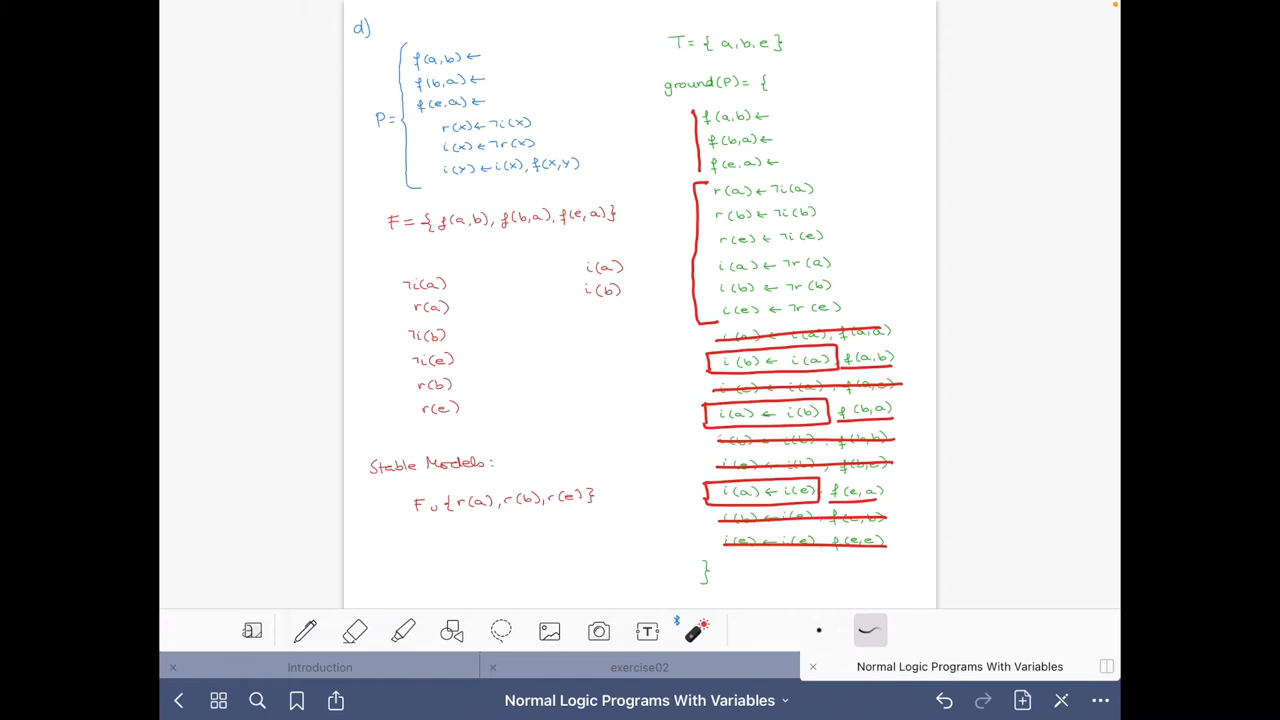 d)
P = {
f(a,b) ←
f(b,a) ←
f(e,a) ←
r(x) ← ¬i(x)
i(x) ← ¬r(x)
i(y) ← i(x), f(x,y)
F = {f(a,b), f(b,a), f(e,a)}
¬i(a)
r(a)
¬i(b)
¬i(e)
r(b)
r(e)
i(a)
i(b)
Stable Models:
F ∪ {r(a), r(b), r(e)}
T = { a, b, e }
ground(P) = {
f(a,b) ←
f(b,a) ←
f(e,a) ←
r(a) ← ¬i(a)
r(b) ← ¬i(b)
r(e) ← ¬i(e)
i(a) ← ¬r(a)
i(b) ← ¬r(b)
i(e) ← ¬r(e)
i(a) ← i(a), f(a,a)
i(b) ← i(a), f(a,b)
i(e) ← i(a), f(a,e)
i(a) ← i(b) f(b,a)
i(b) ← i(b), f(b,b)
i(e) ← i(b), f(b,e)
i(a) ← i(e), f(e,a)
i(b) ← i(e), f(e,b)
i(e) ← i(e), f(e,e)
}
T
Introduction
exercise02
Normal Logic Programs With Variables
Normal Logic Programs With Variables